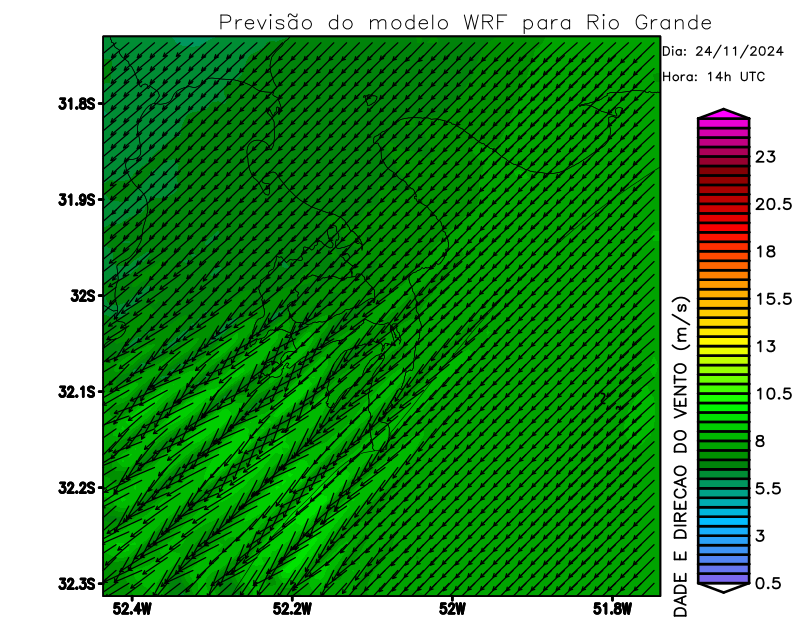 Previsão do modelo WRF para Rio Grande
Dia: 24/11/2024
Hora: 14h UTC
31.8S
31.9S
32S
32.1S
32.2S
32.3S
52.4W
52.2W
52W
51.8W
23
20.5
18
15.5
13
10.5
8
5.5
3
0.5
DADE E DIRECAO DO VENTO (m/s)